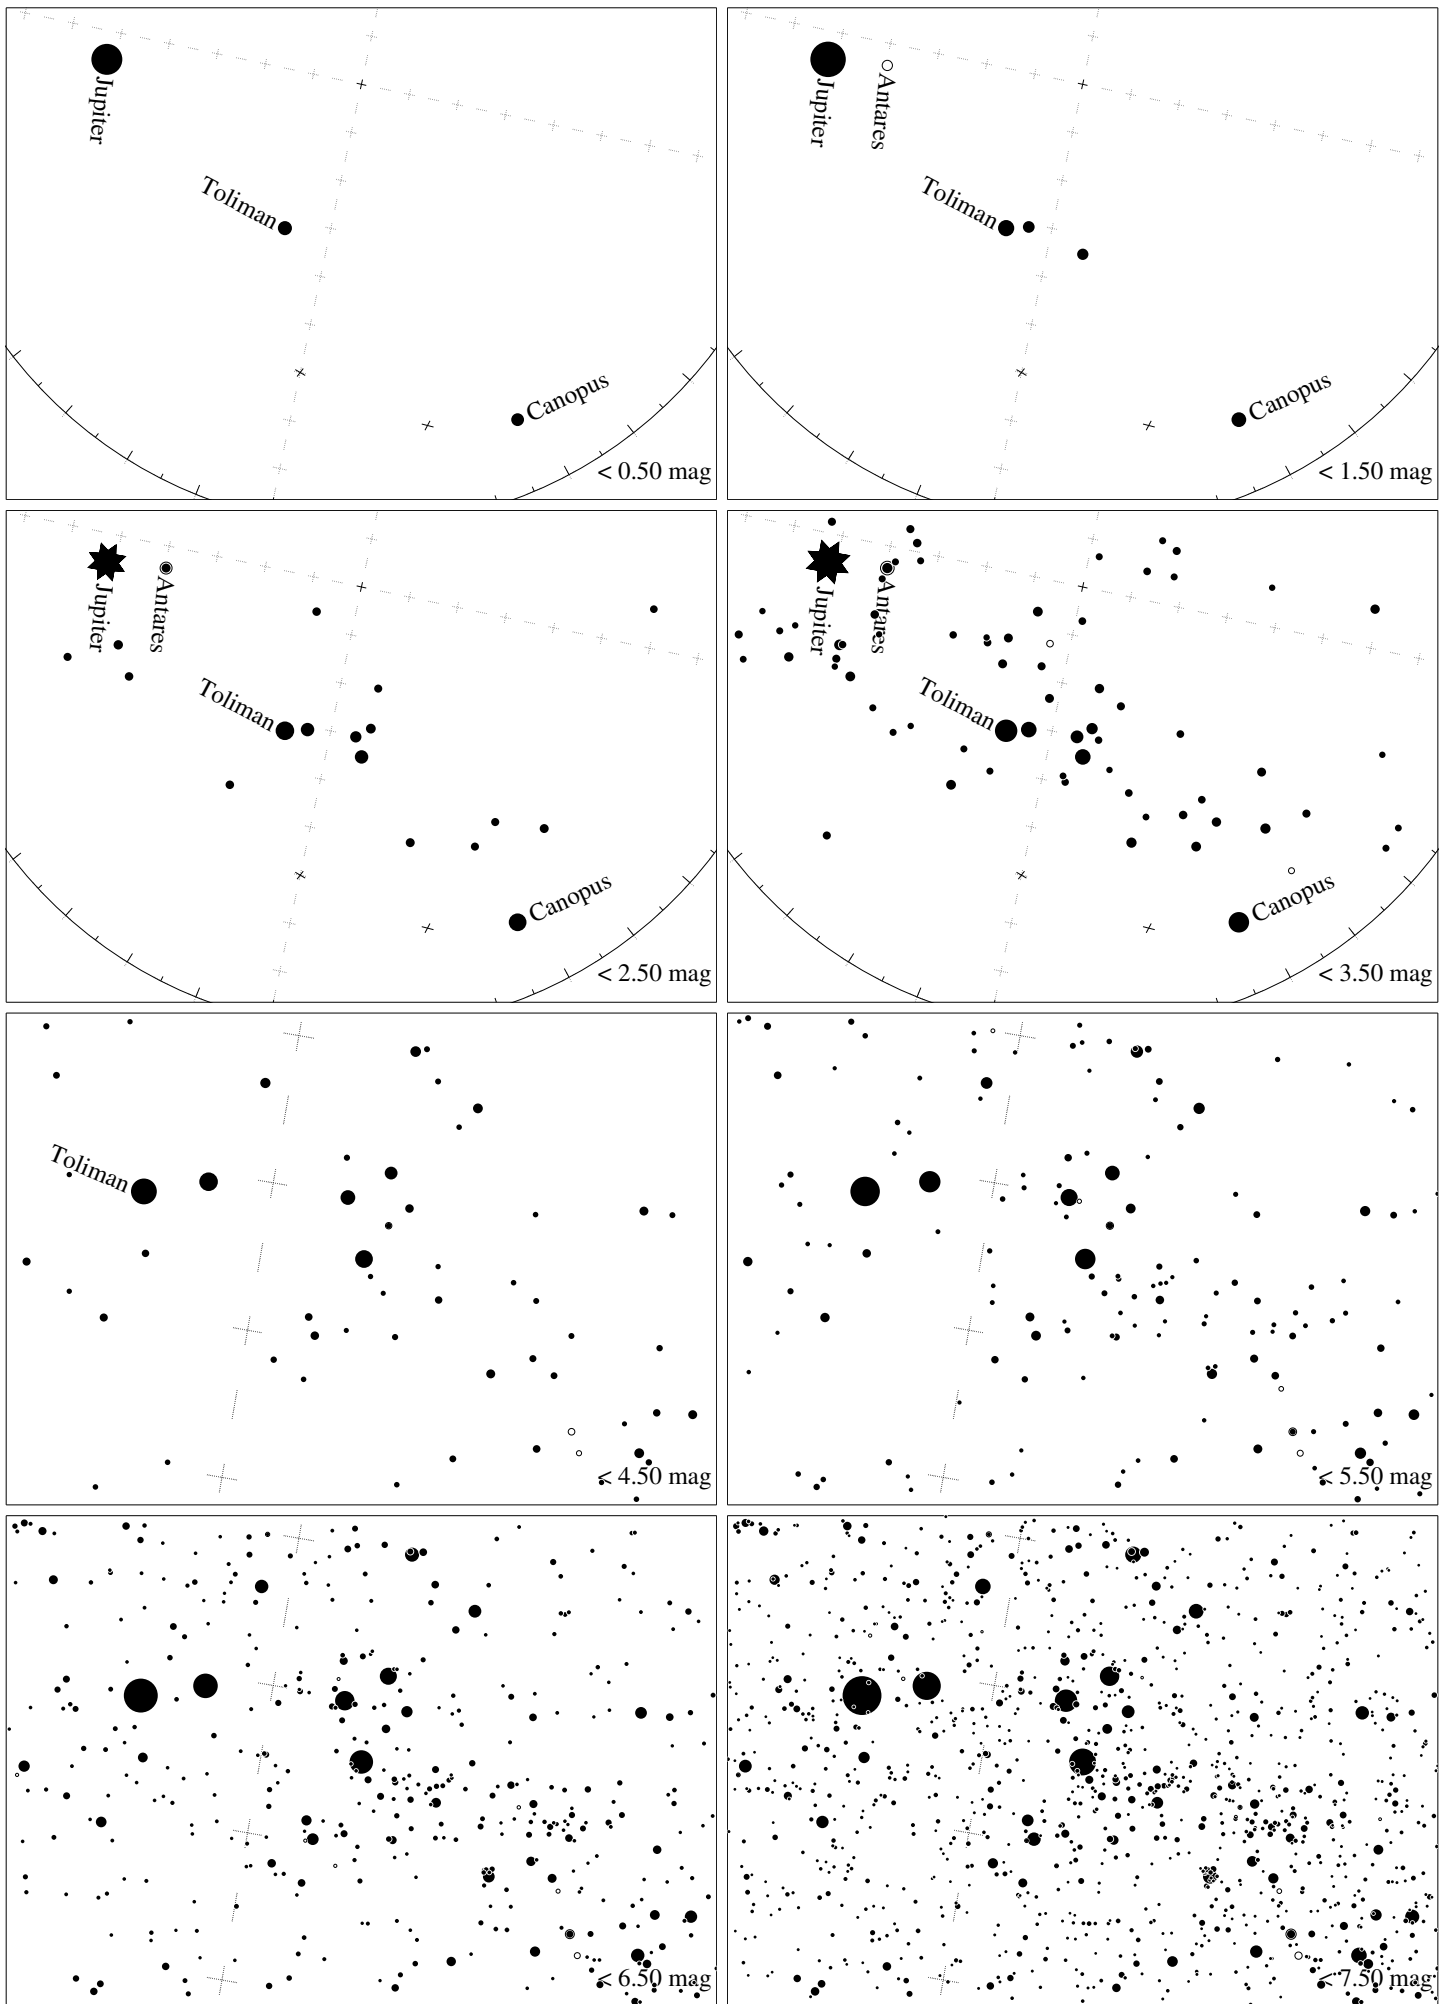 Jupiter
Toliman
Canopus
< 0.50 mag
Jupiter
Antares
Toliman
Canopus
< 1.50 mag
Jupiter
Antares
Toliman
Canopus
< 2.50 mag
Jupiter
Antares
Toliman
Canopus
< 3.50 mag
Toliman
< 4.50 mag
< 5.50 mag
< 6.50 mag
< 7.50 mag